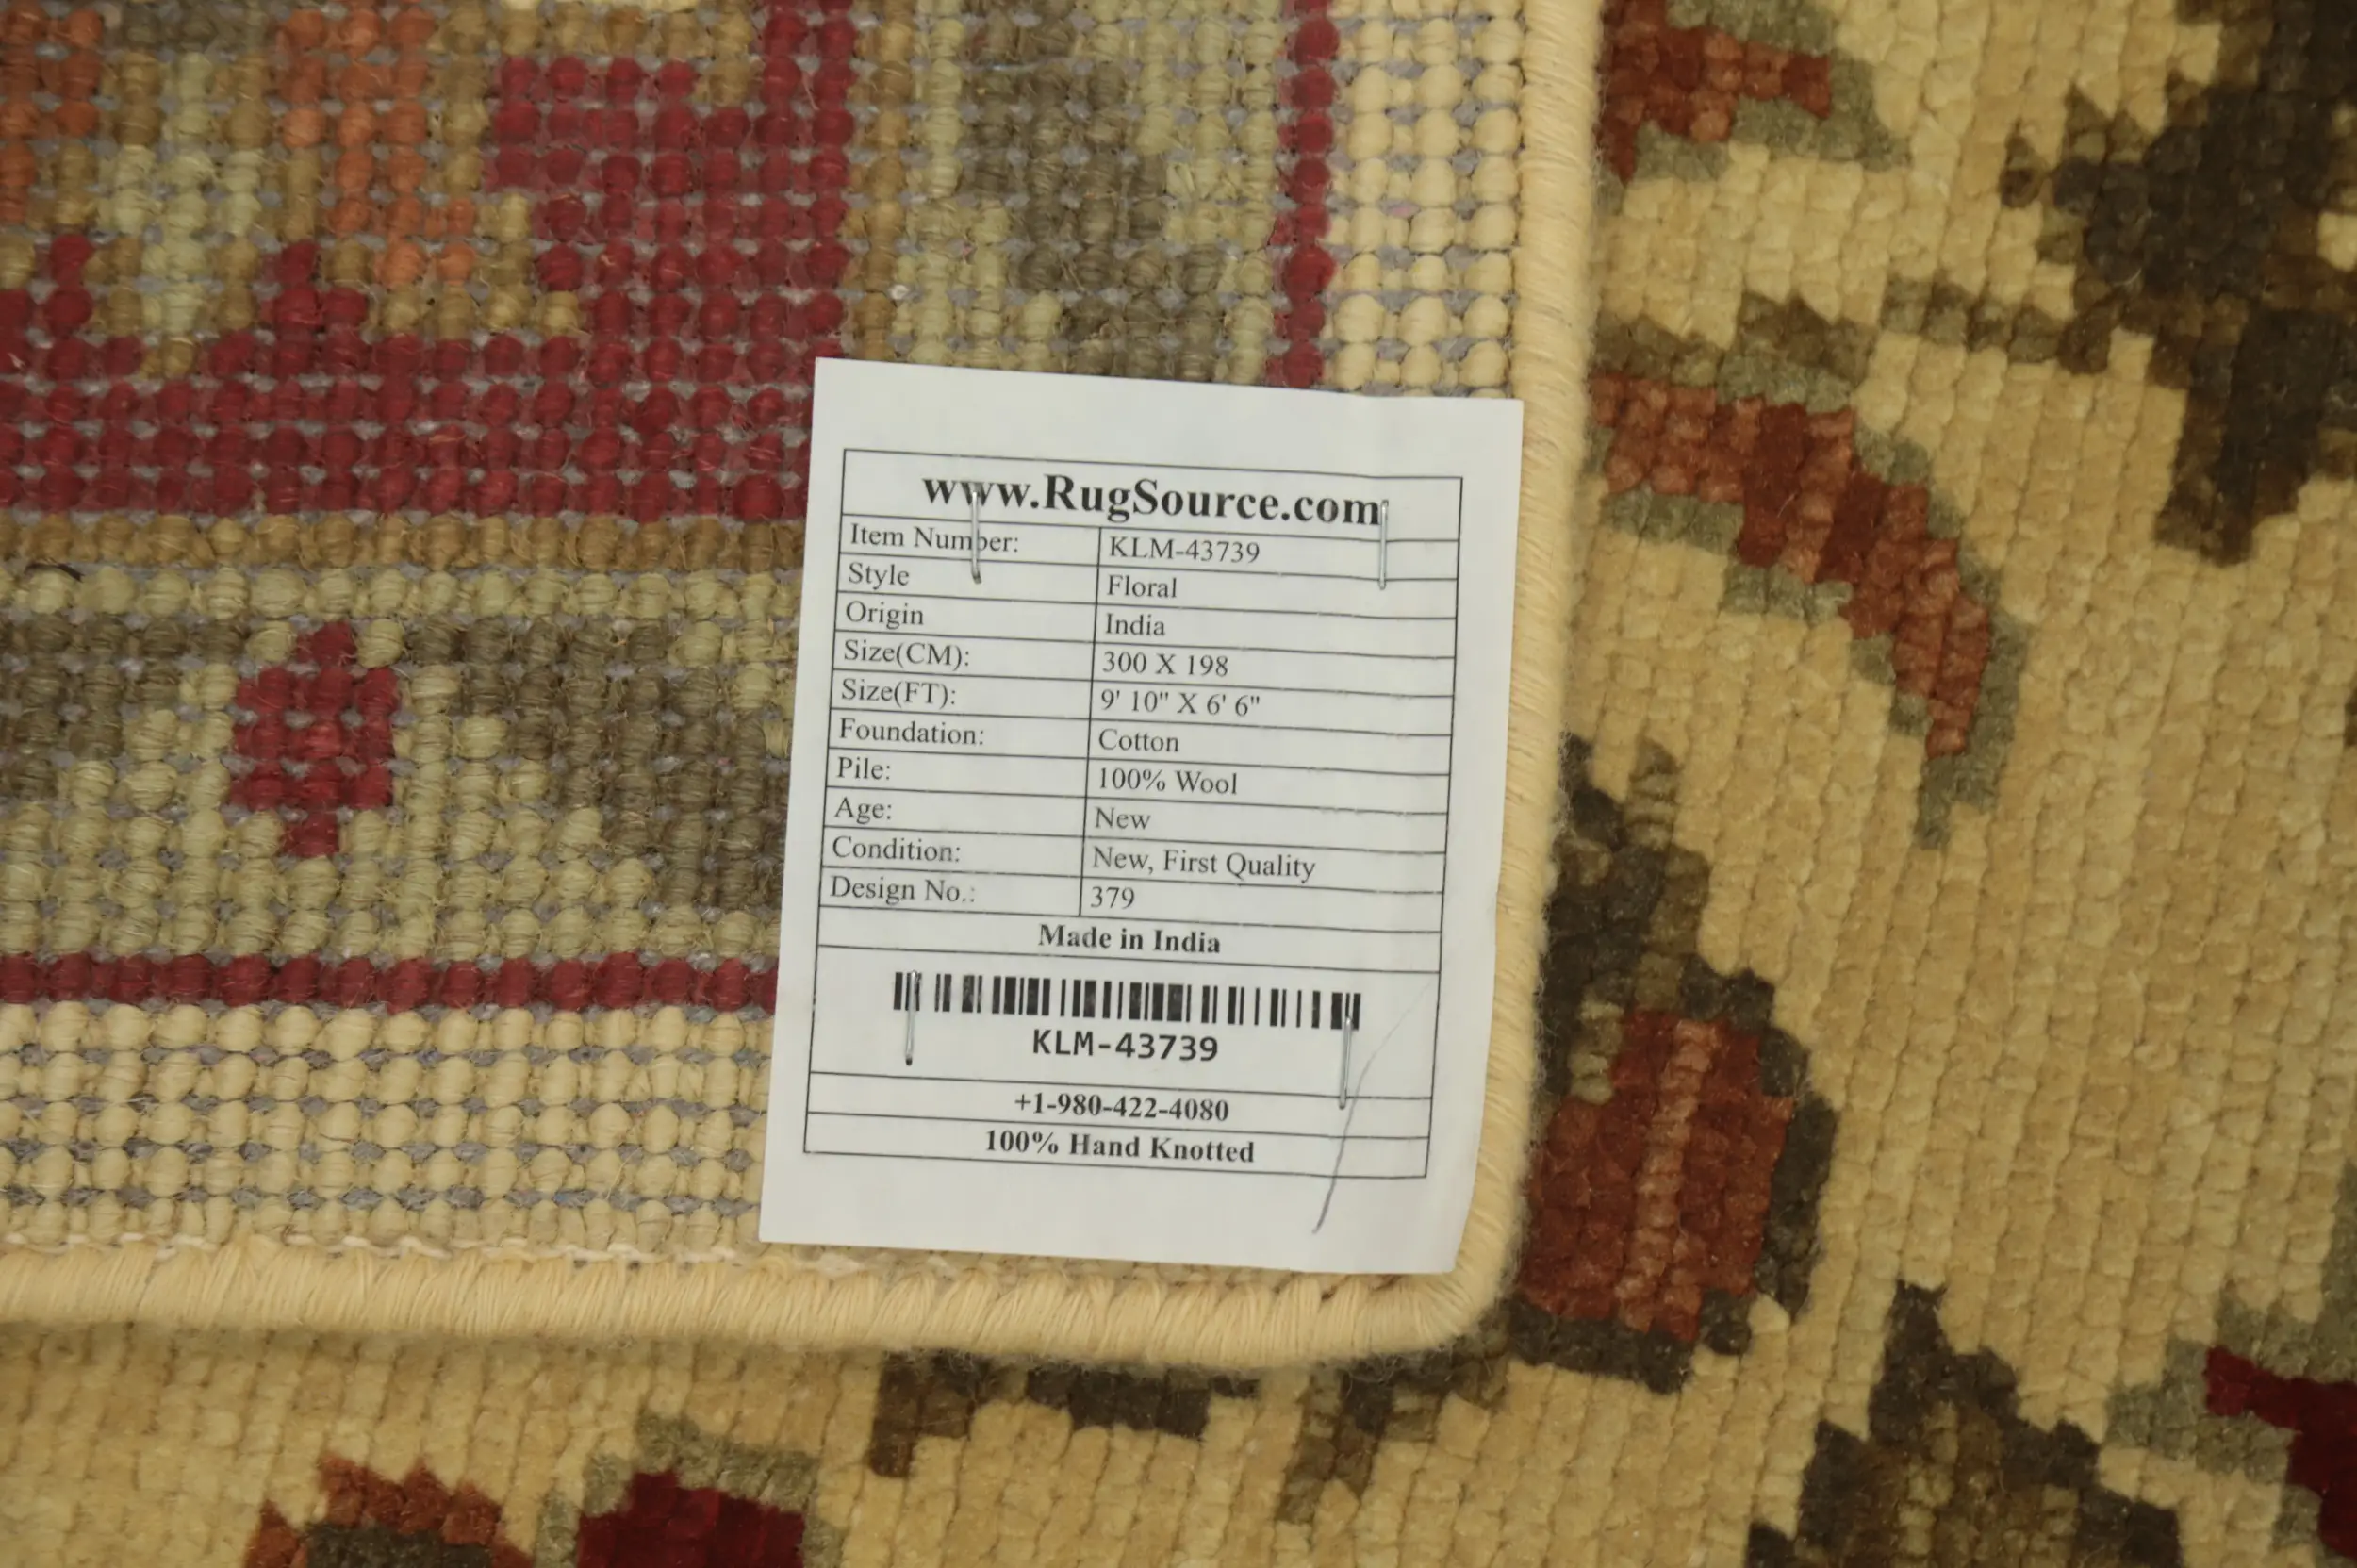 www.RugSource.com
Item Number: KLM-43739
Style Floral
Origin India
Size(CM): 300 X 198
Size(FT): 9' 10" X 6' 6"
Foundation: Cotton
Pile: 100% Wool
Age: New
Condition: New, First Quality
Design No.: 379
Made in India
KLM-43739
+1-980-422-4080
100% Hand Knotted